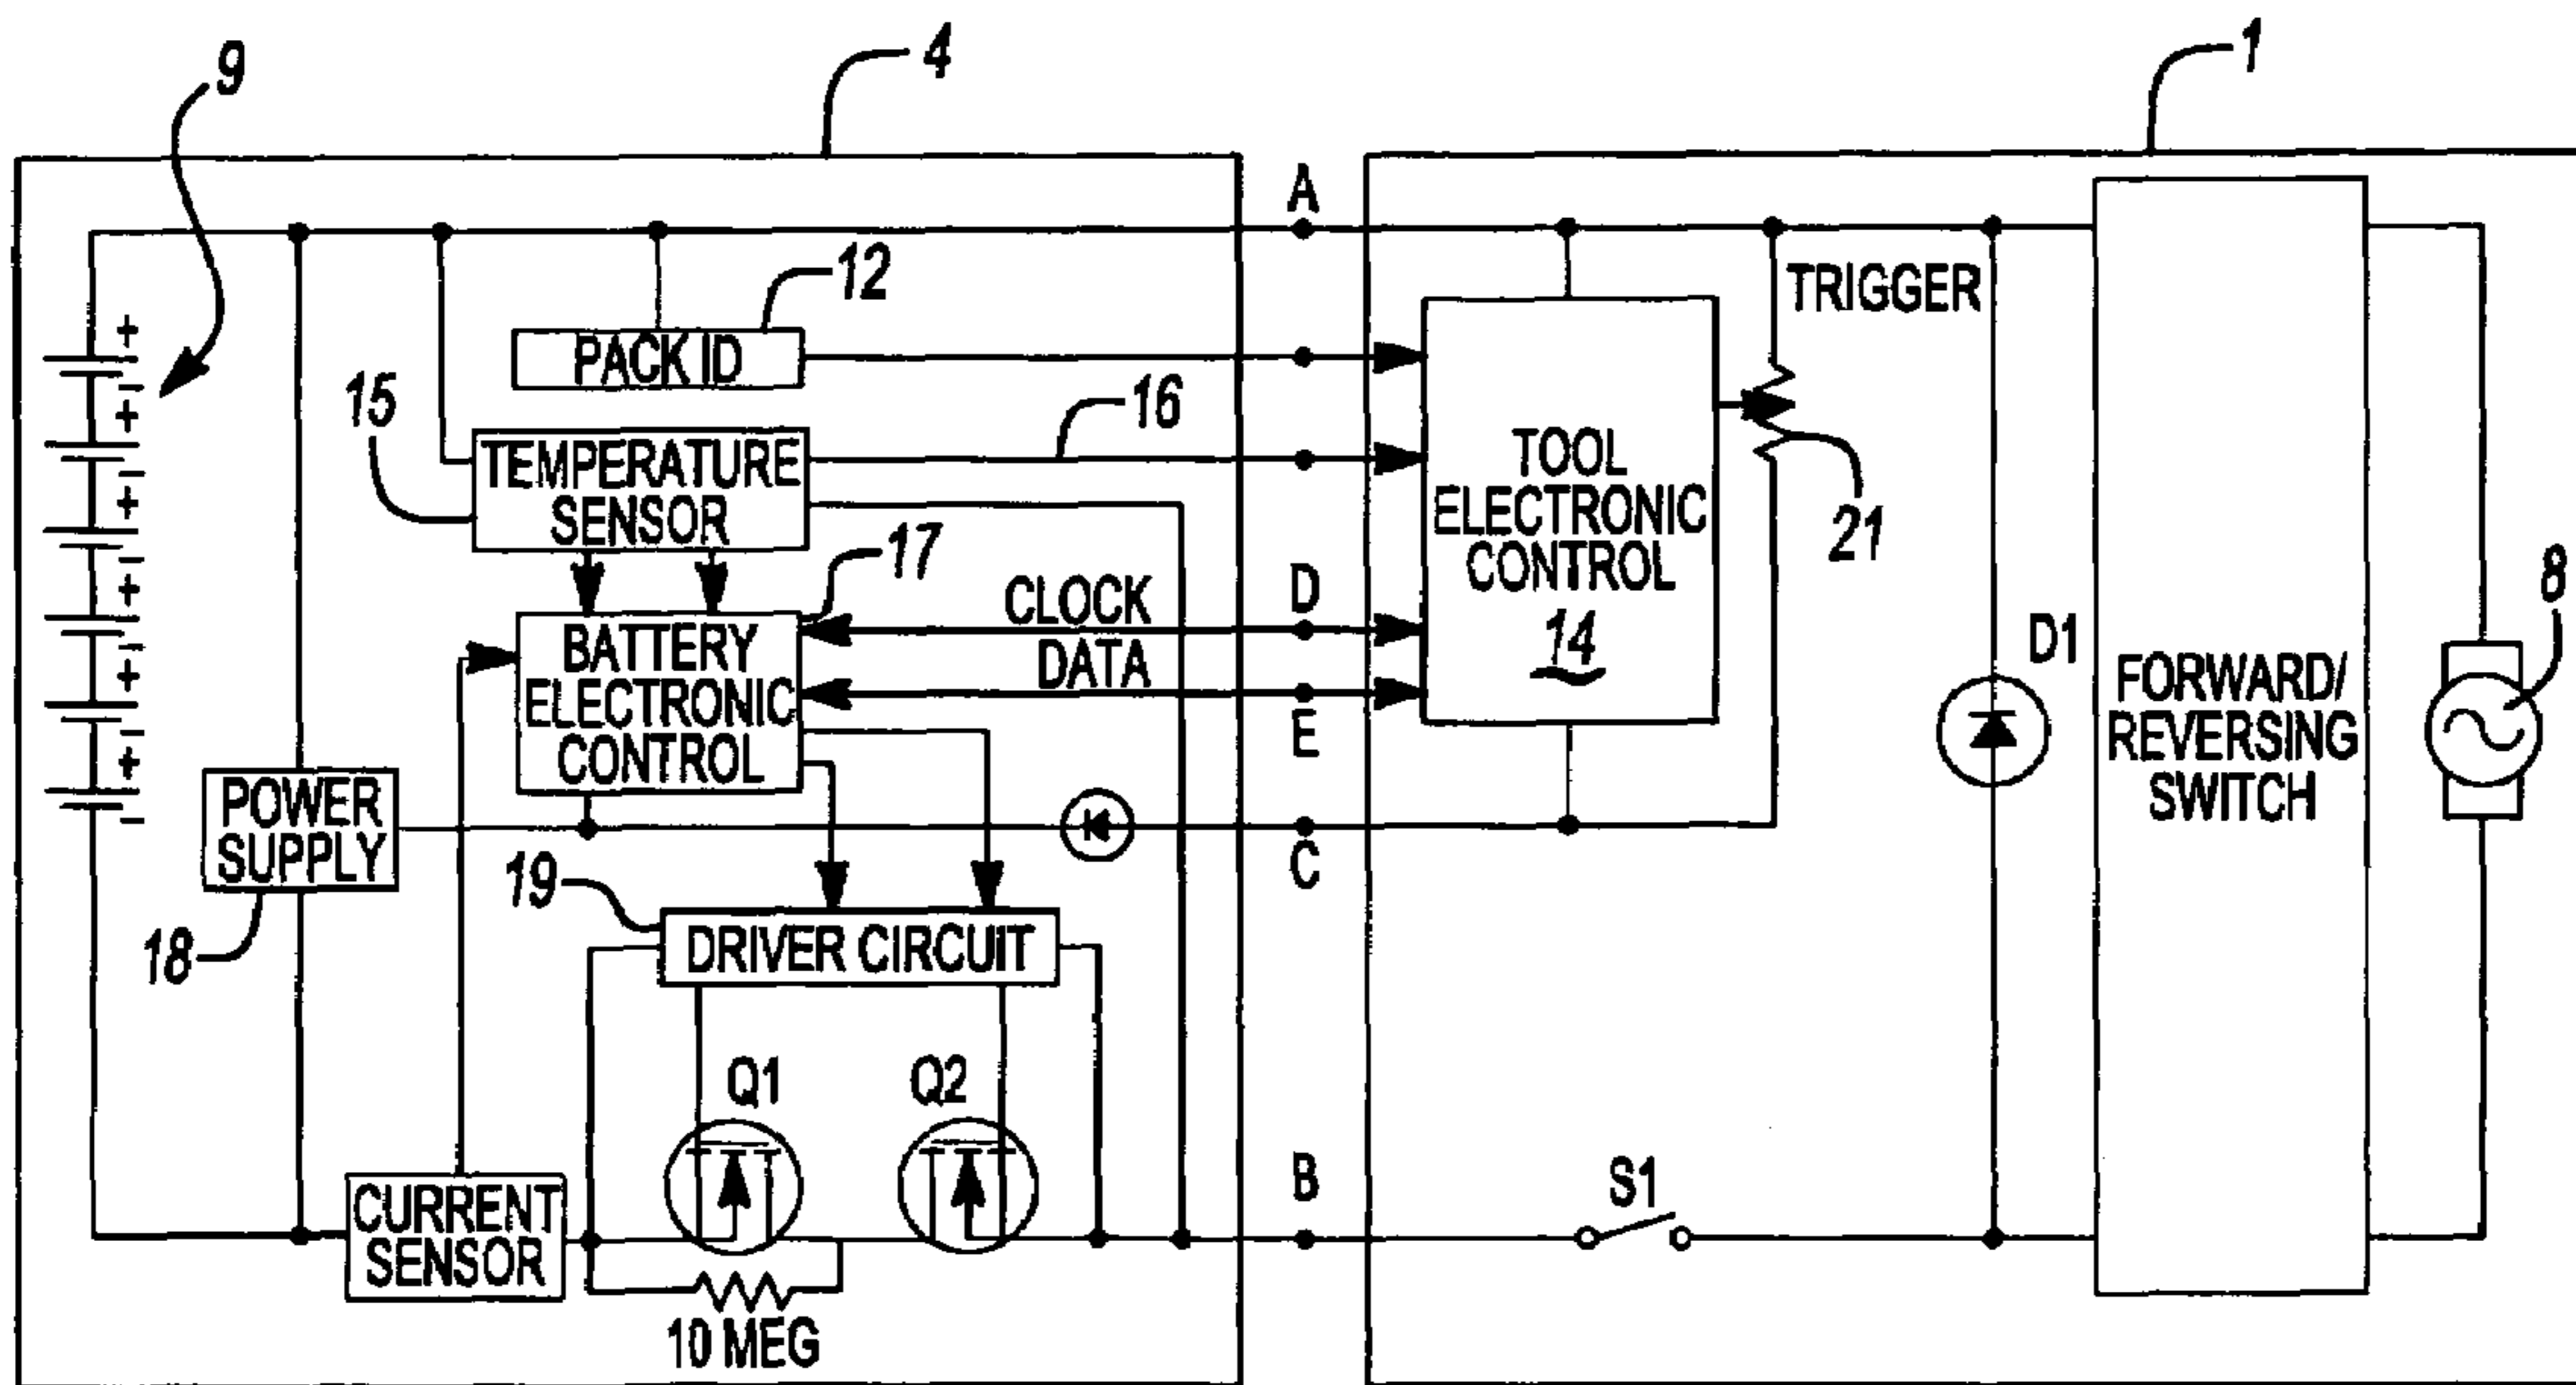 9
4
1
A
12
TRIGGER
PACK ID
15
16
TEMPERATURE
SENSOR
TOOL
ELECTRONIC
CONTROL
14
21
17
CLOCK
D
DATA
E
BATTERY
ELECTRONIC
CONTROL
D1
8
FORWARD/
REVERSING
SWITCH
POWER
SUPPLY
18
C
19
DRIVER CIRCUIT
Q1
Q2
B
S1
CURRENT
SENSOR
10 MEG
+
-
+
-
+
-
+
-
+
-
+
-